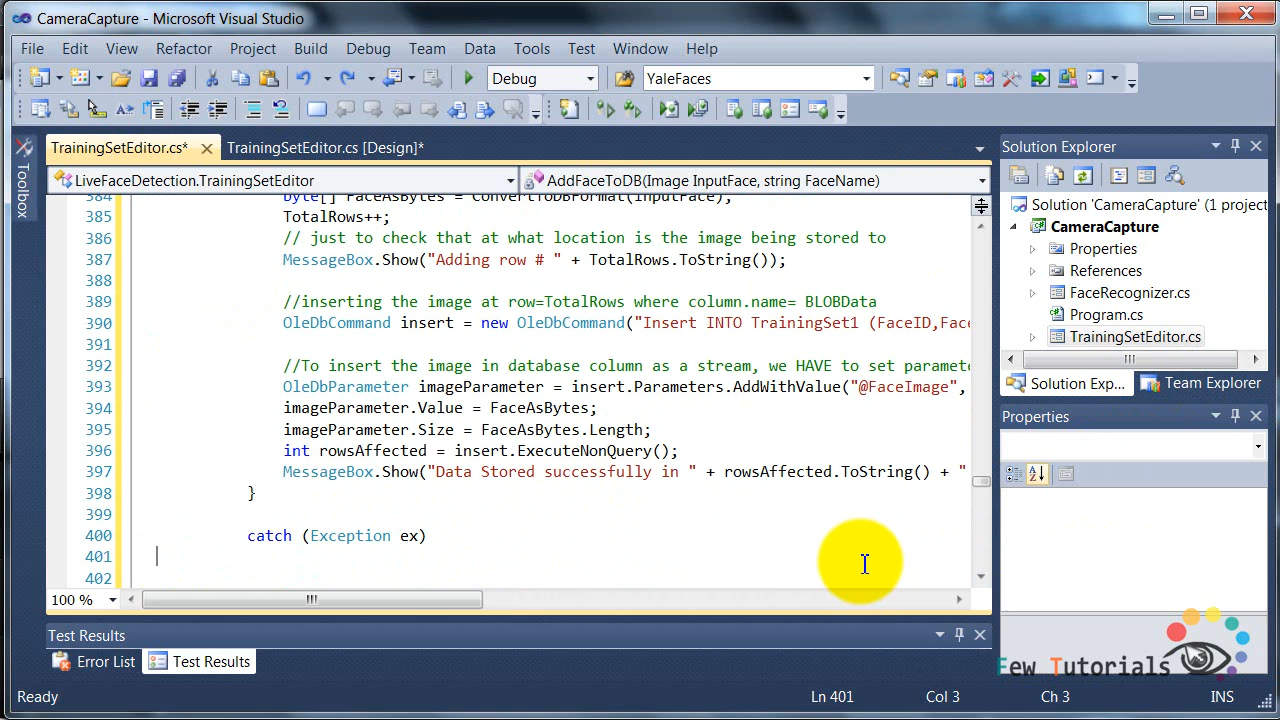 CameraCapture - Microsoft Visual Studio
File Edit View Refactor Project Build Debug Team Data Tools Test Window Help
Debug YaleFaces
TrainingSetEditor.cs* TrainingSetEditor.cs [Design]*
LiveFaceDetection.TrainingSetEditor AddFaceToDB(Image InputFace, string FaceName)
Toolbox
384 byte[] FaceAsBytes = ConvertToDBFormat(InputFace);
385 TotalRows++;
386 // just to check that at what location is the image being stored to
387 MessageBox.Show("Adding row # " + TotalRows.ToString());
388
389 //inserting the image at row=TotalRows where column.name= BLOBData
390 OleDbCommand insert = new OleDbCommand("Insert INTO TrainingSet1 (FaceID,Face
391
392 //To insert the image in database column as a stream, we HAVE to set paramete
393 OleDbParameter imageParameter = insert.Parameters.AddWithValue("@FaceImage",
394 imageParameter.Value = FaceAsBytes;
395 imageParameter.Size = FaceAsBytes.Length;
396 int rowsAffected = insert.ExecuteNonQuery();
397 MessageBox.Show("Data Stored successfully in " + rowsAffected.ToString() + "
398 }
399
400 catch (Exception ex)
401
402
100 %
Solution Explorer
Solution 'CameraCapture' (1 project
CameraCapture
Properties
References
FaceRecognizer.cs
Program.cs
TrainingSetEditor.cs
Solution Exp... Team Explorer
Properties
Test Results
Error List Test Results
Few Tutorials
Ready Ln 401 Col 3 Ch 3 INS